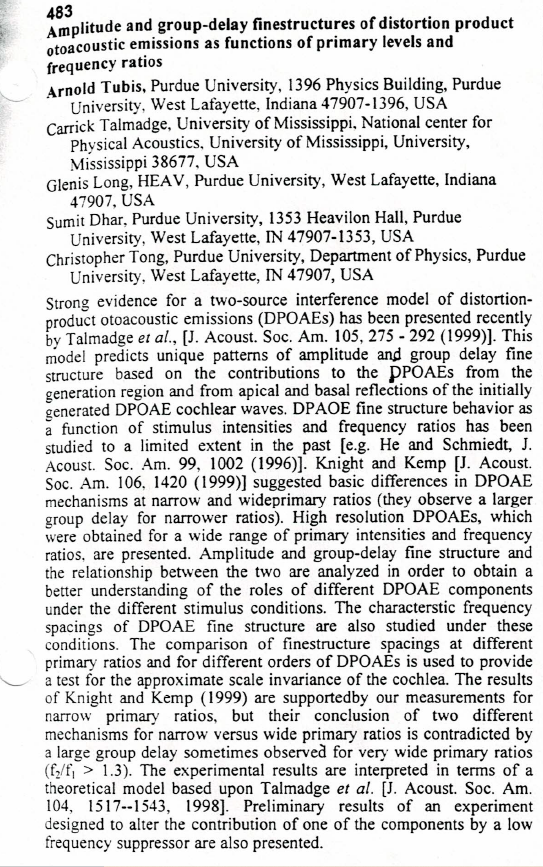 483
Amplitude and group-delay finestructures of distortion product
otoacoustic emissions as functions of primary levels and
frequency ratios
Arnold Tubis, Purdue University, 1396 Physics Building, Purdue
University, West Lafayette, Indiana 47907-1396, USA
Carrick Talmadge, University of Mississippi, National center for
Physical Acoustics, University of Mississippi, University,
Mississippi 38677, USA
Glenis Long, HEAV, Purdue University, West Lafayette, Indiana
47907, USA
Sumit Dhar, Purdue University, 1353 Heavilon Hall, Purdue
University, West Lafayette, IN 47907-1353, USA
Christopher Tong, Purdue University, Department of Physics, Purdue
University, West Lafayette, IN 47907, USA
Strong evidence for a two-source interference model of distortion-
product otoacoustic emissions (DPOAEs) has been presented recently
by Talmadge et al., [J. Acoust. Soc. Am. 105, 275 - 292 (1999)]. This
model predicts unique patterns of amplitude and group delay fine
structure based on the contributions to the DPOAEs from the
generation region and from apical and basal reflections of the initially
generated DPOAE cochlear waves. DPAOE fine structure behavior as
a function of stimulus intensities and frequency ratios has been
studied to a limited extent in the past [e.g. He and Schmiedt, J.
Acoust. Soc. Am. 99, 1002 (1996)]. Knight and Kemp [J. Acoust.
Soc. Am. 106, 1420 (1999)] suggested basic differences in DPOAE
mechanisms at narrow and wideprimary ratios (they observe a larger
group delay for narrower ratios). High resolution DPOAEs, which
were obtained for a wide range of primary intensities and frequency
ratios, are presented. Amplitude and group-delay fine structure and
the relationship between the two are analyzed in order to obtain a
better understanding of the roles of different DPOAE components
under the different stimulus conditions. The characterstic frequency
spacings of DPOAE fine structure are also studied under these
conditions. The comparison of finestructure spacings at different
primary ratios and for different orders of DPOAEs is used to provide
a test for the approximate scale invariance of the cochlea. The results
of Knight and Kemp (1999) are supportedby our measurements for
narrow primary ratios, but their conclusion of two different
mechanisms for narrow versus wide primary ratios is contradicted by
a large group delay sometimes observed for very wide primary ratios
(f₂/f₁ > 1.3). The experimental results are interpreted in terms of a
theoretical model based upon Talmadge et al. [J. Acoust. Soc. Am.
104, 1517--1543, 1998]. Preliminary results of an experiment
designed to alter the contribution of one of the components by a low
frequency suppressor are also presented.